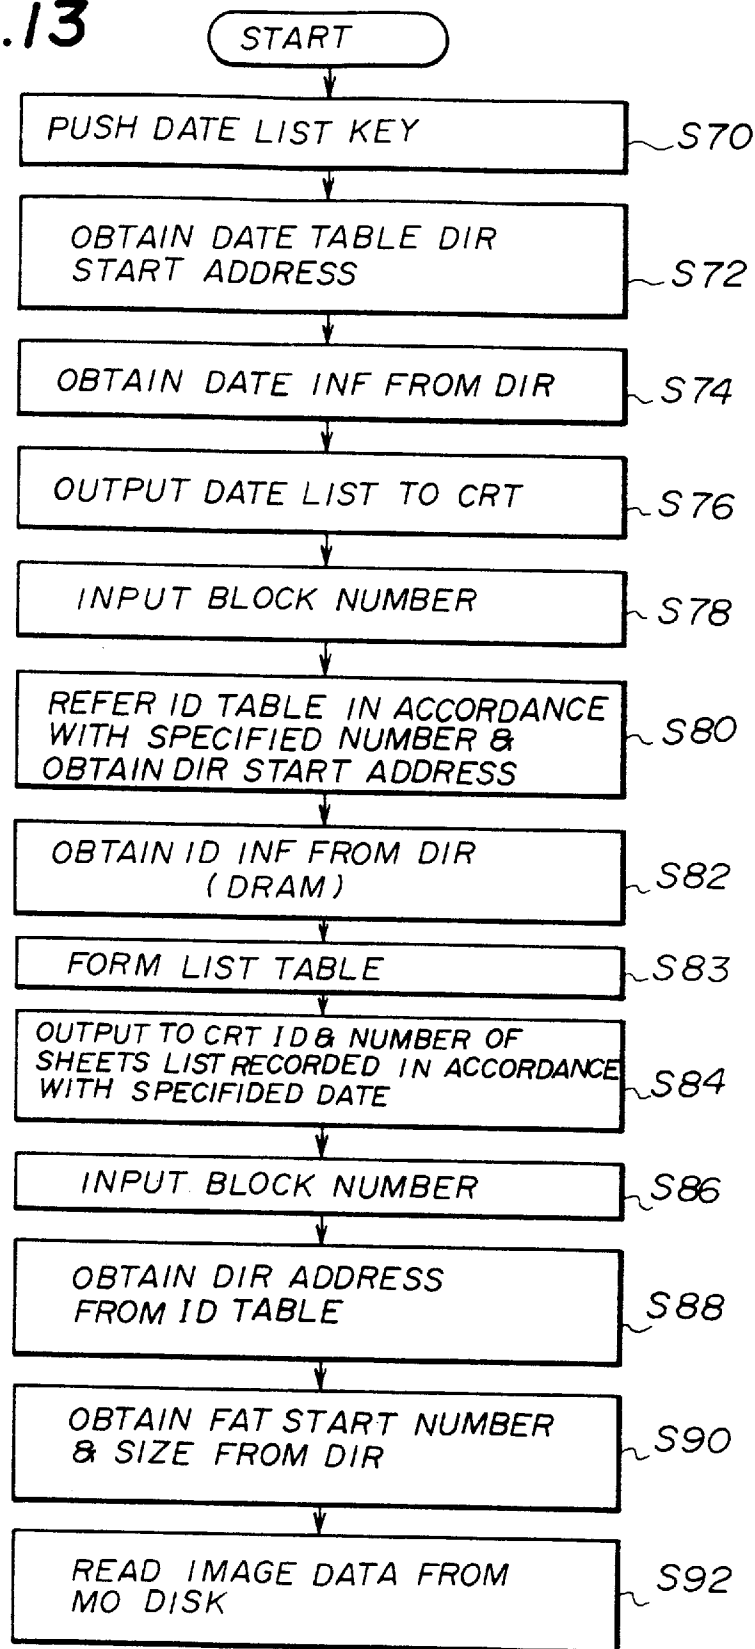 .13
START
PUSH DATE LIST KEY
S70
OBTAIN DATE TABLE DIR
START ADDRESS
S72
OBTAIN DATE INF FROM DIR
S74
OUTPUT DATE LIST TO CRT
S76
INPUT BLOCK NUMBER
S78
REFER ID TABLE IN ACCORDANCE
WITH SPECIFIED NUMBER &
OBTAIN DIR START ADDRESS
S80
OBTAIN ID INF FROM DIR
(DRAM)
S82
FORM LIST TABLE
S83
OUTPUT TO CRT ID & NUMBER OF
SHEETS LIST RECORDED IN ACCORDANCE
WITH SPECIFIDED DATE
S84
INPUT BLOCK NUMBER
S86
OBTAIN DIR ADDRESS
FROM ID TABLE
S88
OBTAIN FAT START NUMBER
& SIZE FROM DIR
S90
READ IMAGE DATA FROM
MO DISK
S92